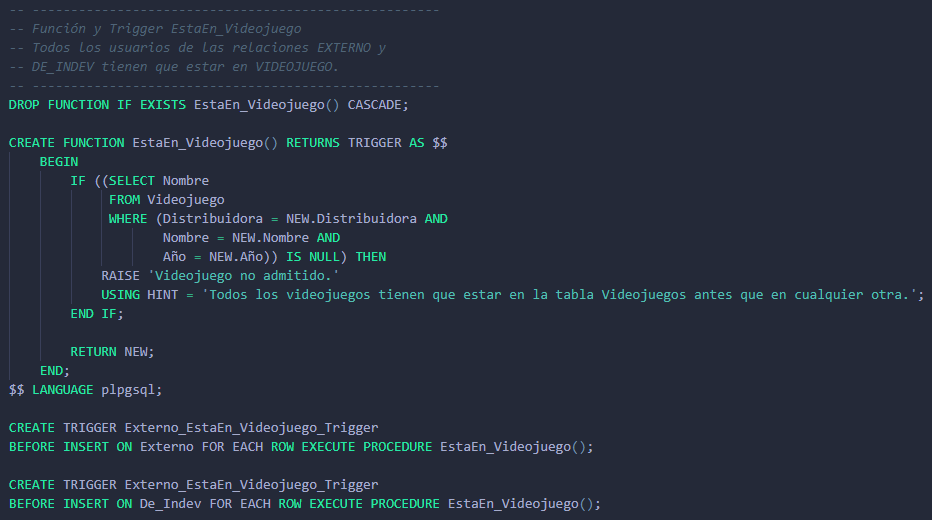 -- -----------------------------------------------------
-- Función y Trigger EstaEn_Videojuego
-- Todos los usuarios de las relaciones EXTERNO y
-- DE_INDEV tienen que estar en VIDEOJUEGO.
-- -----------------------------------------------------
DROP FUNCTION IF EXISTS EstaEn_Videojuego() CASCADE;

CREATE FUNCTION EstaEn_Videojuego() RETURNS TRIGGER AS $$
    BEGIN
        IF ((SELECT Nombre
             FROM Videojuego
             WHERE (Distribuidora = NEW.Distribuidora AND
                    Nombre = NEW.Nombre AND
                    Año = NEW.Año)) IS NULL) THEN
            RAISE 'Videojuego no admitido.'
            USING HINT = 'Todos los videojuegos tienen que estar en la tabla Videojuegos antes que en cualquier otra.';
        END IF;

        RETURN NEW;
    END;
$$ LANGUAGE plpgsql;

CREATE TRIGGER Externo_EstaEn_Videojuego_Trigger
BEFORE INSERT ON Externo FOR EACH ROW EXECUTE PROCEDURE EstaEn_Videojuego();

CREATE TRIGGER Externo_EstaEn_Videojuego_Trigger
BEFORE INSERT ON De_Indev FOR EACH ROW EXECUTE PROCEDURE EstaEn_Videojuego();